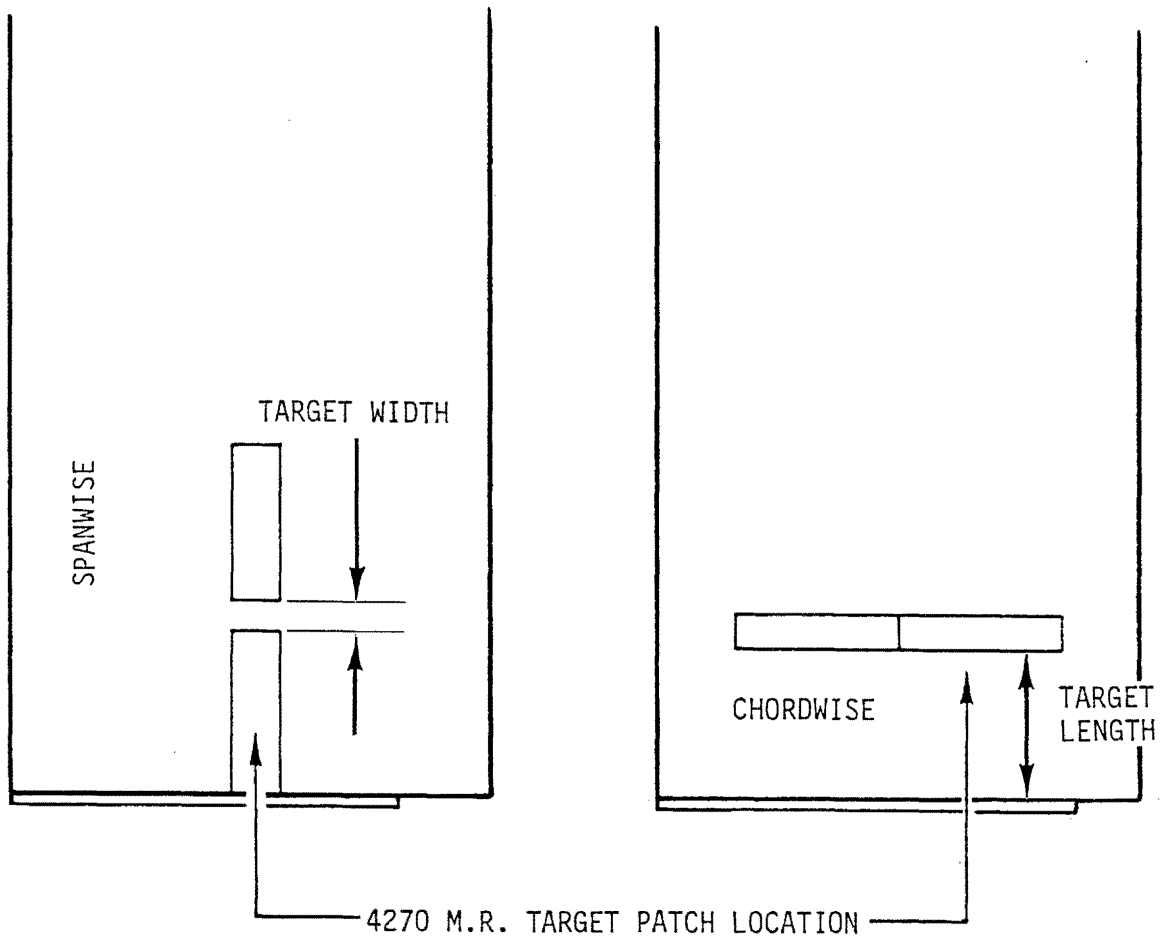 TARGET WIDTH
SPANWISE
CHORDWISE
TARGET
LENGTH
4270 M.R. TARGET PATCH LOCATION